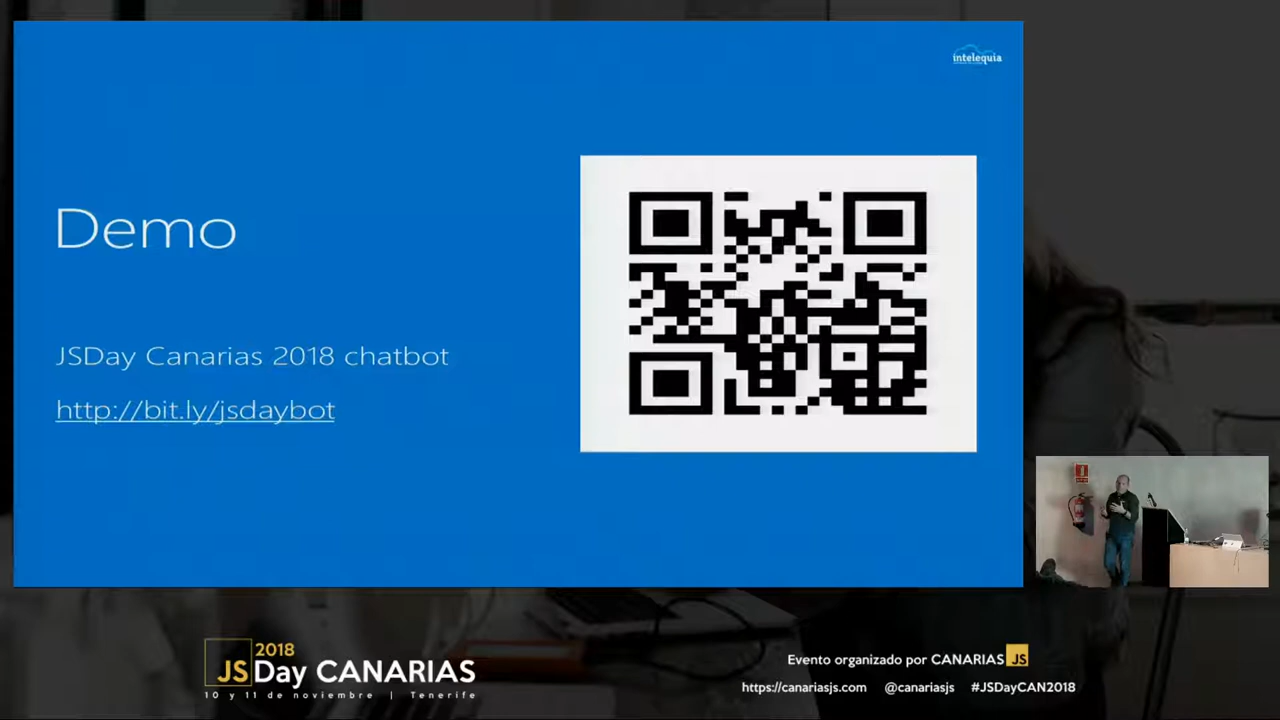 intelequia
Demo
JSDay Canarias 2018 chatbot
http://bit.ly/jsdaybot
2018
JS Day CANARIAS
10 y 11 de noviembre | Tenerife
Evento organizado por CANARIAS JS
https://canariasjs.com @canariasjs #JSDayCAN2018